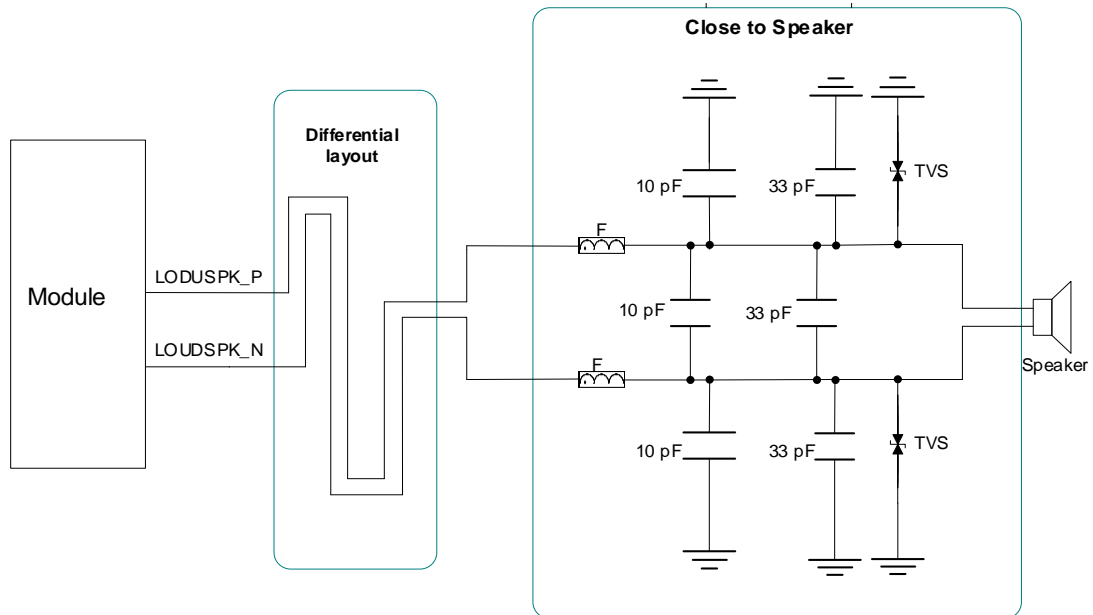 Close to Speaker
Differential
layout
10 pF
33 pF
TVS
F
LODUSPK_P
Module
10 pF
33 pF
LOUDSPK_N
F
Speaker
10 pF
33 pF
TVS